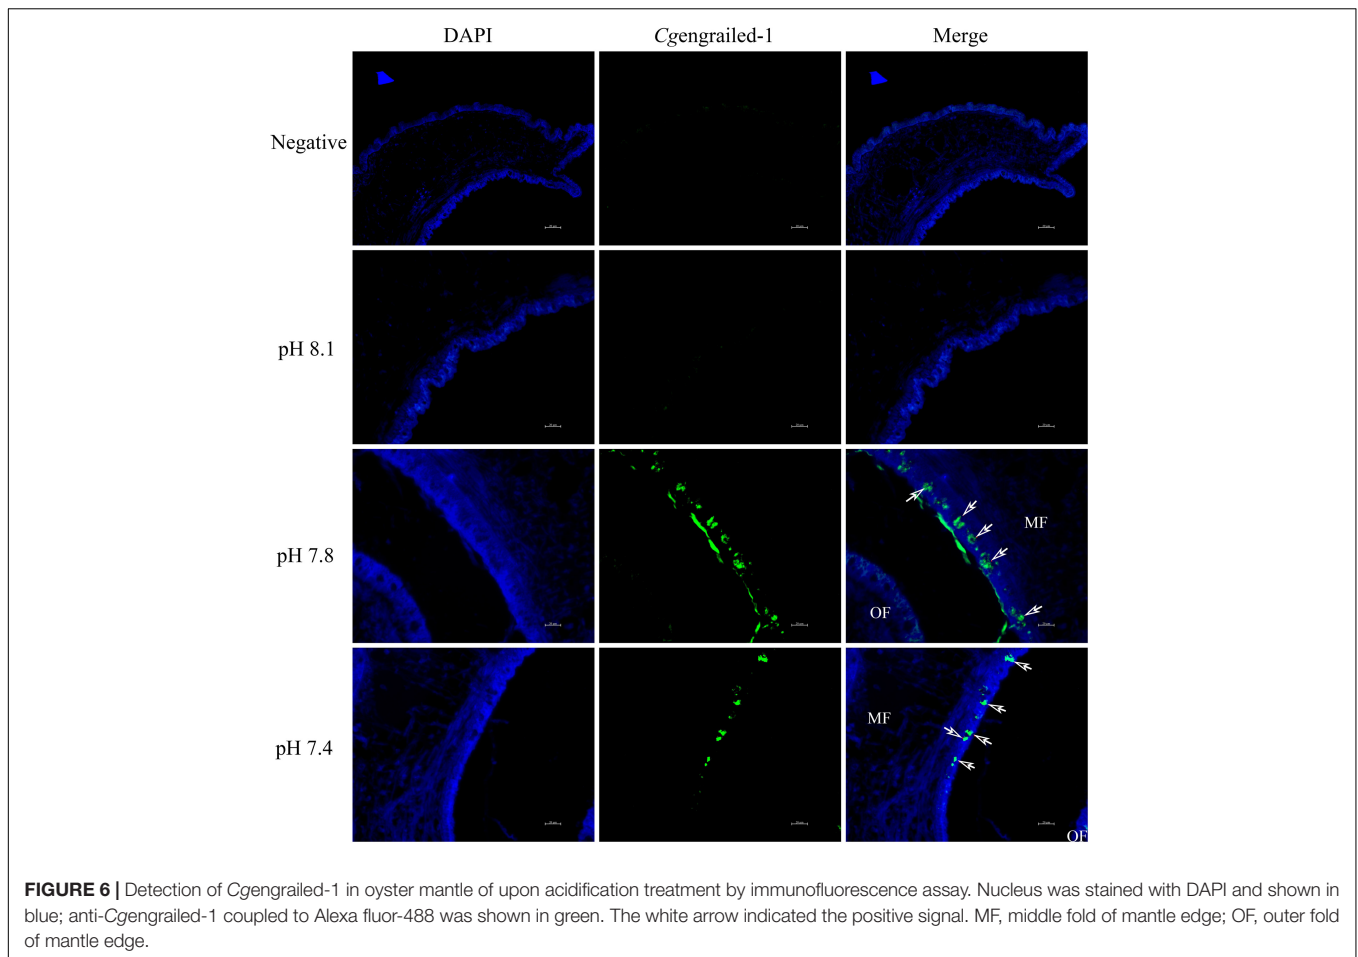 DAPI
Cgengrailed-1
Merge
Negative
pH 8.1
pH 7.8
MF
OF
pH 7.4
MF
OF
FIGURE 6 | Detection of Cgengrailed-1 in oyster mantle of upon acidification treatment by immunofluorescence assay. Nucleus was stained with DAPI and shown in
blue; anti-Cgengrailed-1 coupled to Alexa fluor-488 was shown in green. The white arrow indicated the positive signal. MF, middle fold of mantle edge; OF, outer fold
of mantle edge.